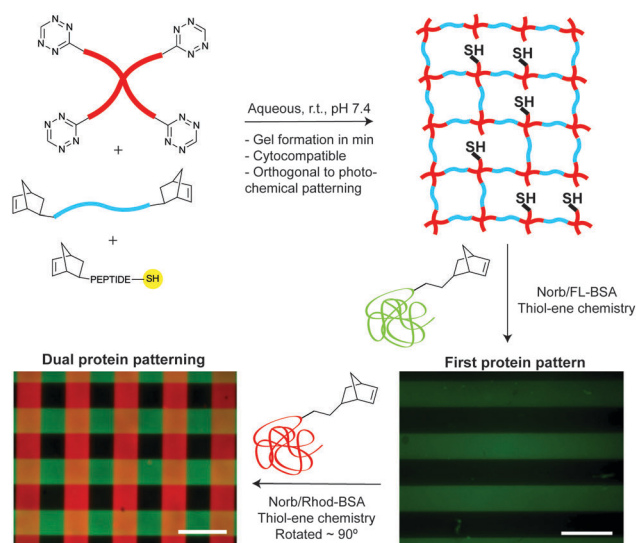 N N
N N
N N
N N
N N
N N
N N
N N
+
+
PEPTIDE SH
Aqueous, r.t., pH 7.4
- Gel formation in min
- Cytocompatible
- Orthogonal to photo-
chemical patterning
SH SH
SH
SH
SH SH
Norb/FL-BSA
Thiol-ene chemistry
First protein pattern
Norb/Rhod-BSA
Thiol-ene chemistry
Rotated ~ 90º
Dual protein patterning